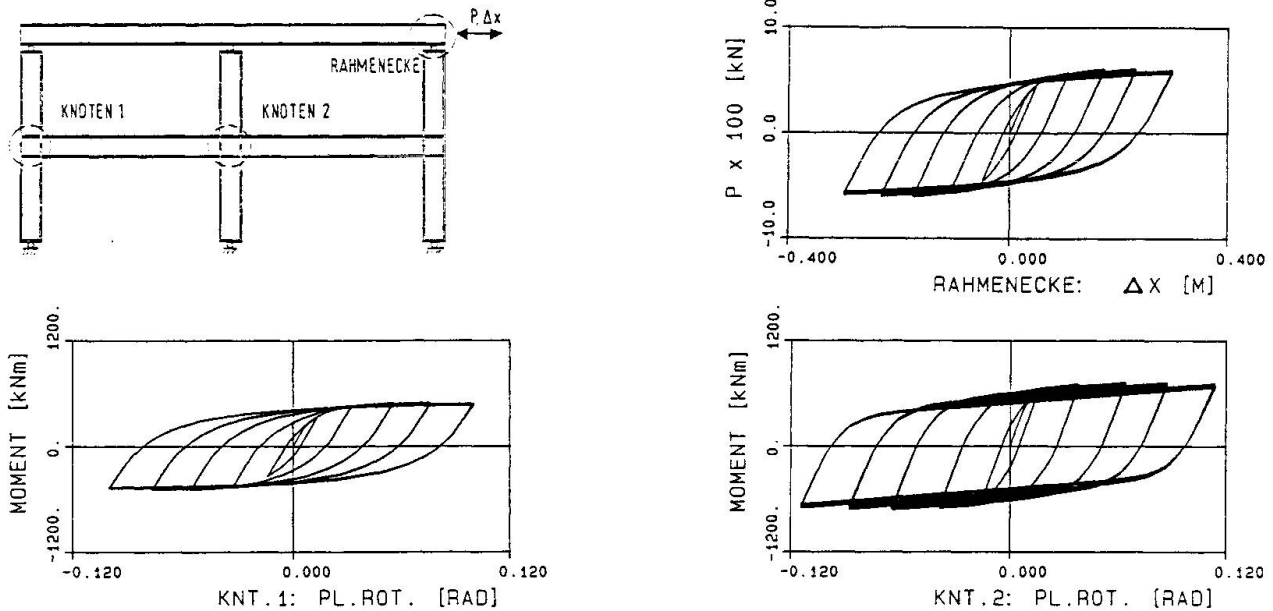 P,Δx
RAHMENECKE
KNOTEN 1
KNOTEN 2
P x 100 [kN]
10.0
0.0
-10.0
-0.400
0.000
0.400
RAHMENECKE: ΔX [M]
MOMENT [kNm]
1200.
0.
-1200.
-0.120
0.000
0.120
KNT.1: PL.ROT. [RAD]
MOMENT [kNm]
1200.
0.
-1200.
-0.120
0.000
0.120
KNT.2: PL.ROT. [RAD]